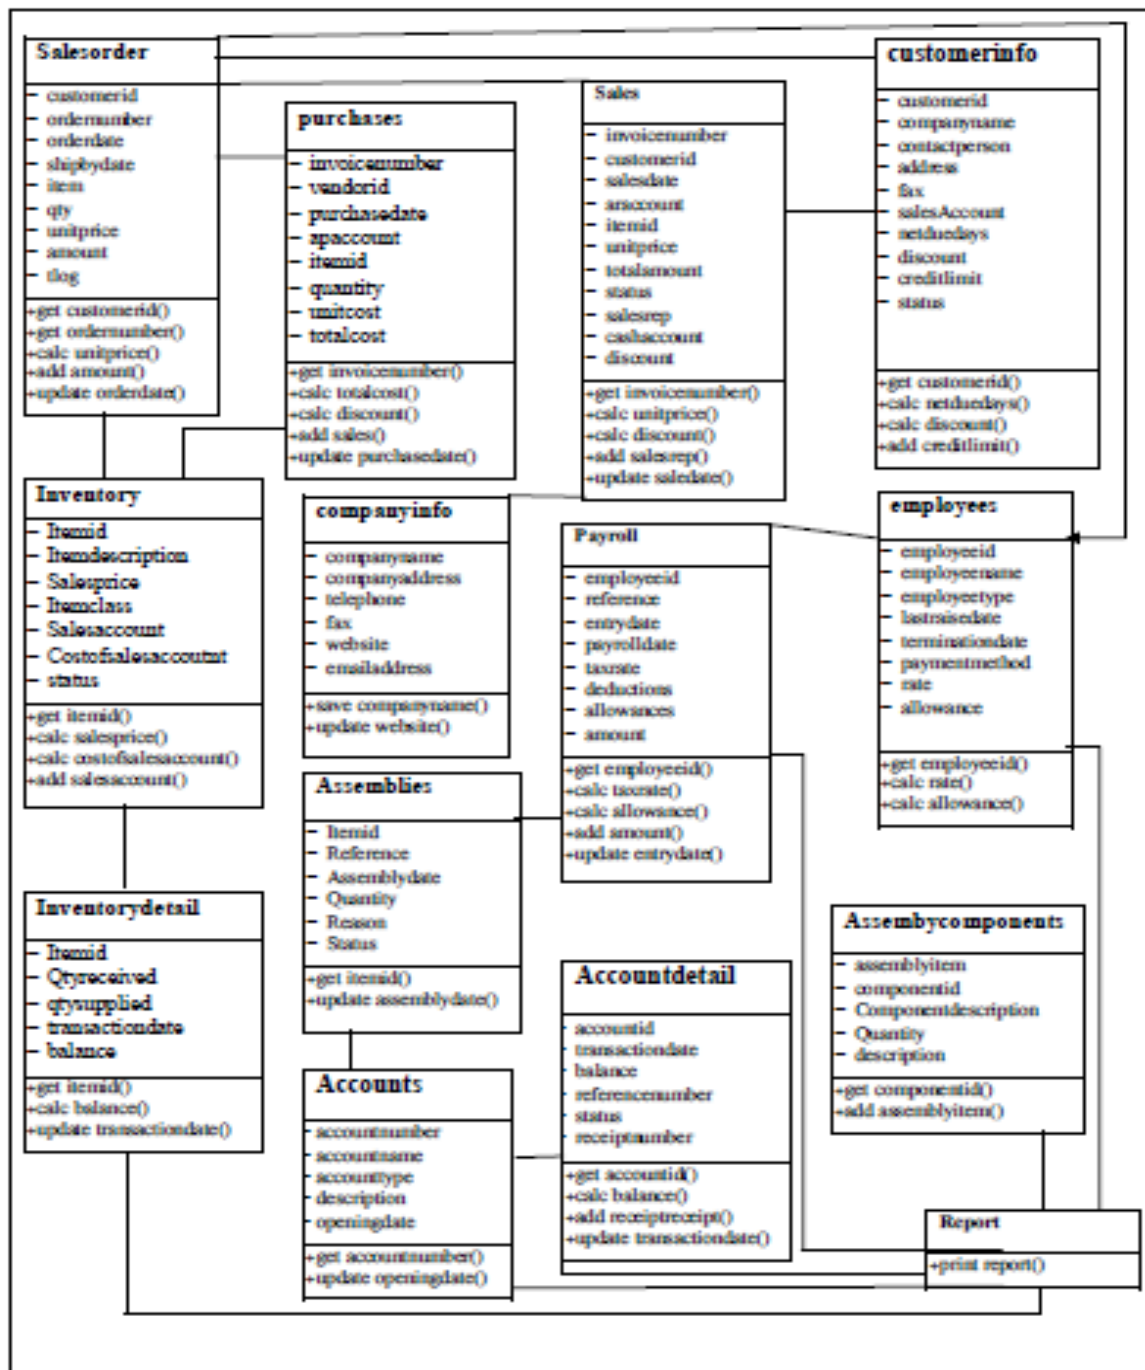 Salesorder
– customerid
– ordernumber
– orderdate
– shipbydate
– item
– qty
– unitprice
– amount
– tlog
+get customerid()
+get ordernumber()
+calc unitprice()
+add amount()
+update orderdate()
purchases
– invoicenumber
– vendorid
– purchasedate
– apaccount
– itemid
– quantity
– unitcost
– totalcost
+get invoicenumber()
+calc totalcost()
+calc discount()
+add sales()
+update purchasedate()
Sales
– invoicenumber
– customerid
– salesdate
– araccount
– itemid
– unitprice
– totalamount
– status
– salesrep
– cashaccount
– discount
+get invoicenumber()
+calc unitprice()
+calc discount()
+add salesrep()
+update saledate()
customerinfo
– customerid
– companyname
– contactperson
– address
– fax
– salesAccount
– netduedays
– discount
– creditlimit
– status
+get customerid()
+calc netduedays()
+calc discount()
+add creditlimit()
Inventory
– Itemid
– Itemdescription
– Salesprice
– Itemclass
– Salesaccount
– Costofsalesaccoutnt
– status
+get itemid()
+calc salesprice()
+calc costofsalesaccount()
+add salesaccount()
companyinfo
– companyname
– companyaddress
– telephone
– fax
– website
– emailaddress
+save companyname()
+update website()
Payroll
– employeeid
– reference
– entrydate
– payrolldate
– taxrate
– deductions
– allowances
– amount
+get employeeid()
+calc taxrate()
+calc allowance()
+add amount()
+update entrydate()
employees
– employeeid
– employeename
– employeetype
– lastraisedate
– terminationdate
– paymentmethod
– rate
– allowance
+get employeeid()
+calc rate()
+calc allowance()
Assemblies
– Itemid
– Reference
– Assemblydate
– Quantity
– Reason
– Status
+get itemid()
+update assemblydate()
Inventorydetail
– Itemid
– Qtyreceived
– qtysupplied
– transactiondate
– balance
+get itemid()
+calc balance()
+update transactiondate()
Accounts
- accountnumber
- accountname
- accounttype
- description
- openingdate
+get accountnumber()
+update openingdate()
Accountdetail
- accountid
- transactiondate
- balance
- referencenumber
- status
- receiptnumber
+get accountid()
+calc balance()
+add receiptreceipt()
+update transactiondate()
Assembycomponents
– assemblyitem
– componentid
– Componentdescription
– Quantity
– description
+get componentid()
+add assemblyitem()
Report
+print report()